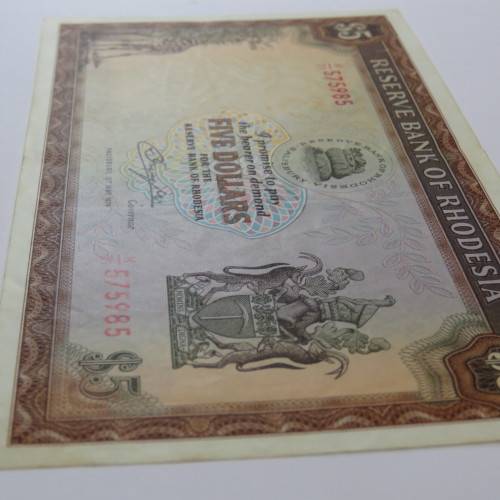 RESERVE BANK OF RHODESIA
$5
575985
I promise to pay
the bearer on demand
FIVE DOLLARS
FOR THE
RESERVE BANK OF RHODESIA
Governor
575985
$5